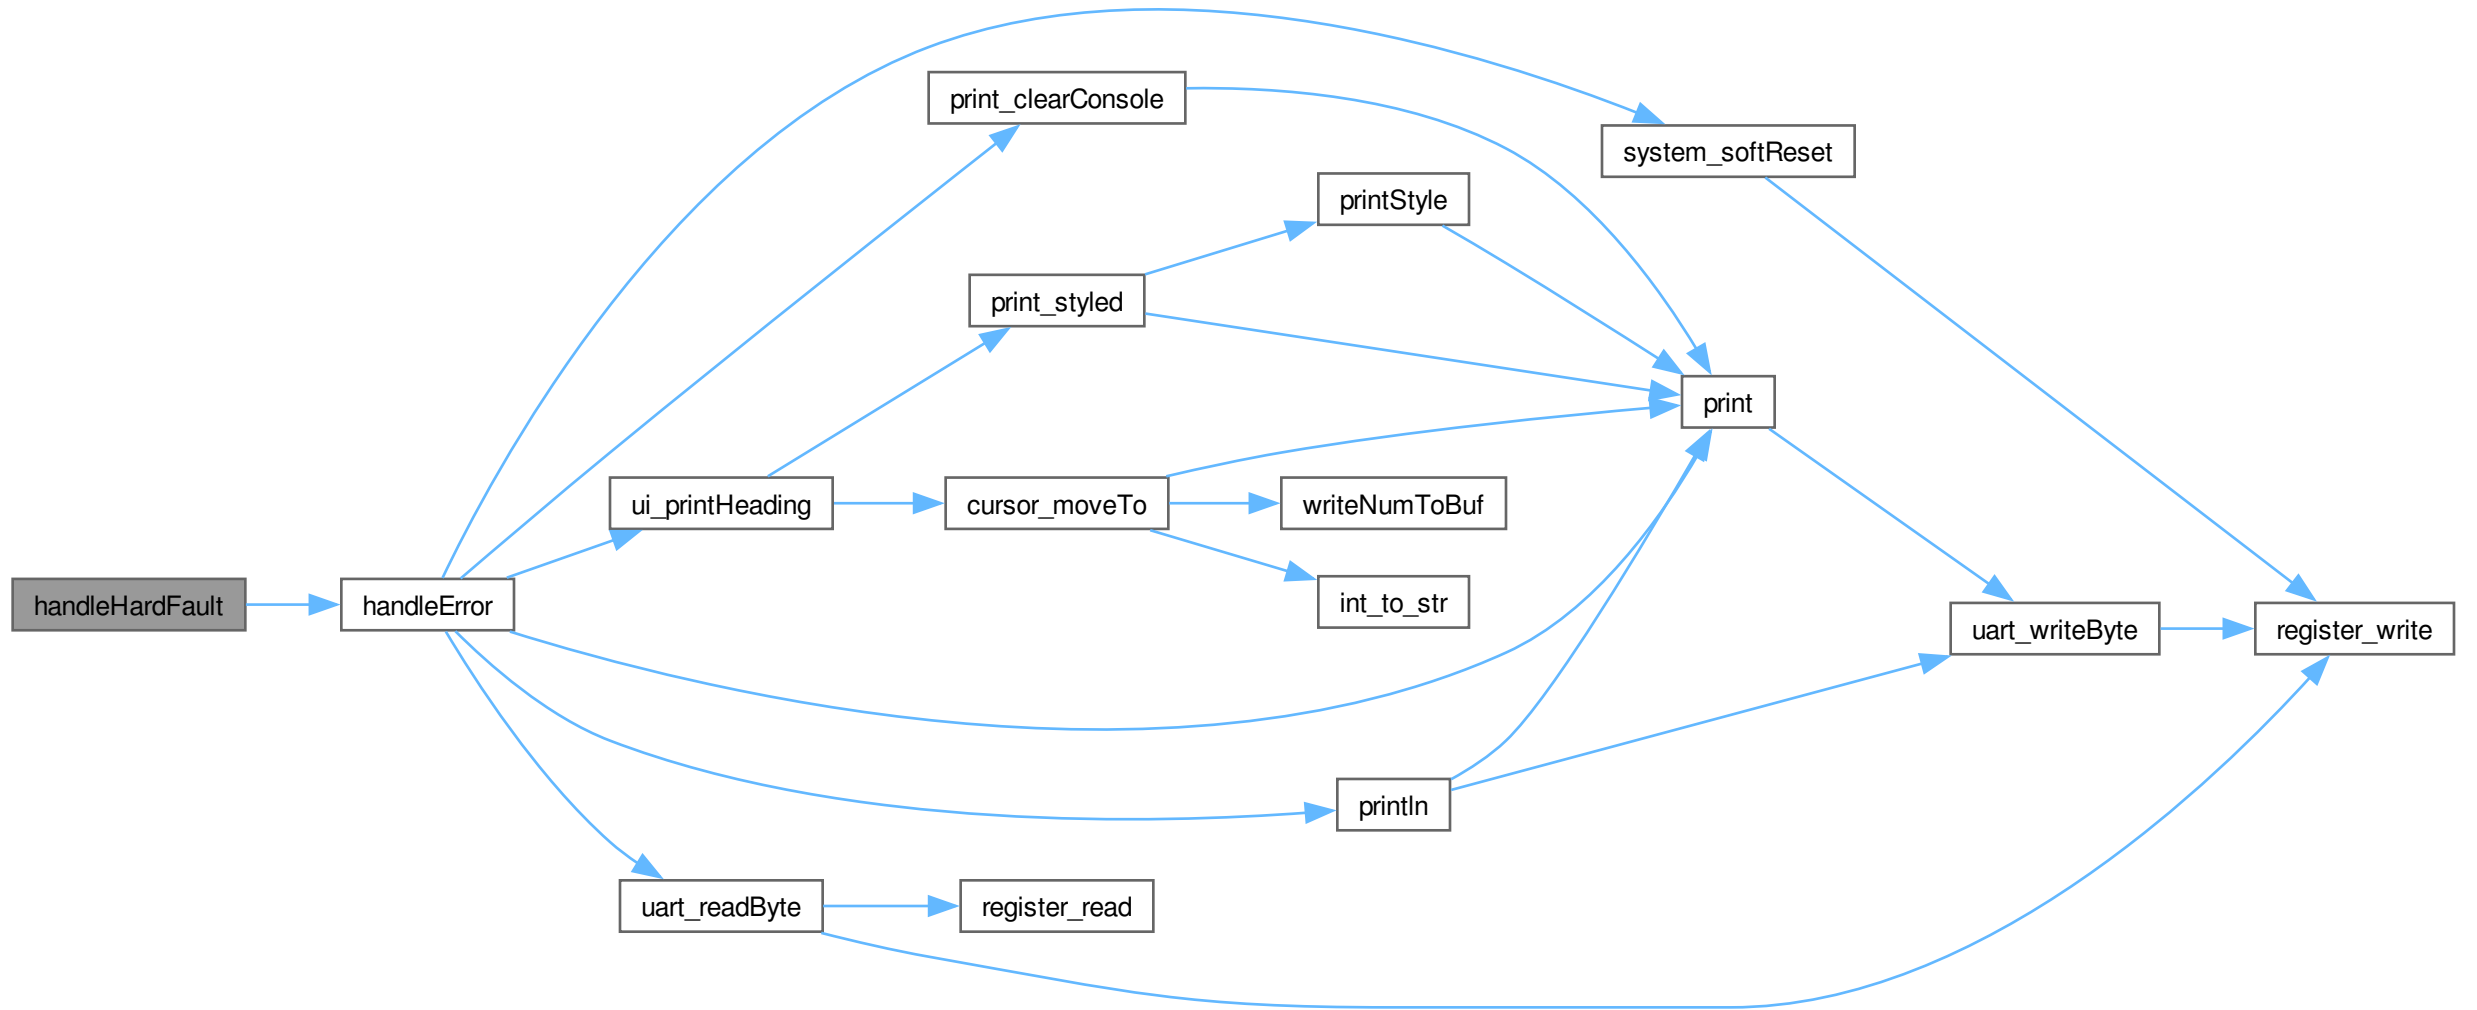 print_clearConsole
system_softReset
printStyle
print_styled
print
ui_printHeading
cursor_moveTo
writeNumToBuf
handleHardFault
handleError
int_to_str
uart_writeByte
register_write
println
uart_readByte
register_read